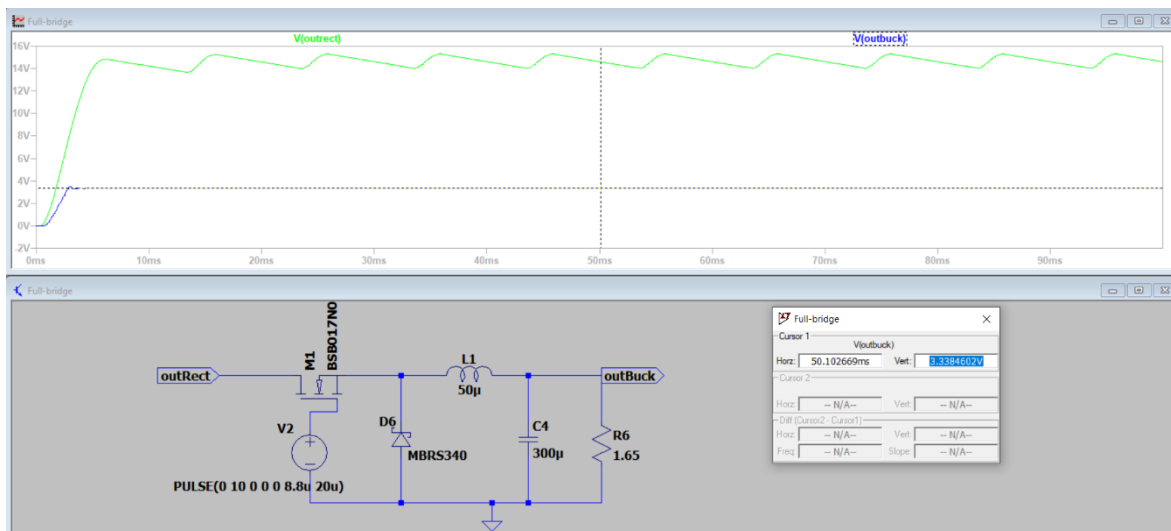 Full-bridge
V(outrect) V(outbuck)
16V
14V
12V
10V
8V
6V
4V
2V
0V
-2V
0ms 10ms 20ms 30ms 40ms 50ms 60ms 70ms 80ms 90ms
Full-bridge
outRect
M1
BSB017N0
L1
50µ
outBuck
V2
D6
MBRS340
C4
300µ
R6
1.65
PULSE(0 10 0 0 0 8.8u 20u)
Full-bridge
Cursor 1
V(outbuck)
Horz: 50.102669ms Vert: 3.3384602V
Cursor 2
Horz: -- N/A-- Vert: -- N/A--
Diff (Cursor2 - Cursor1)
Horz: -- N/A-- Vert: -- N/A--
Freq: -- N/A-- Slope: -- N/A--